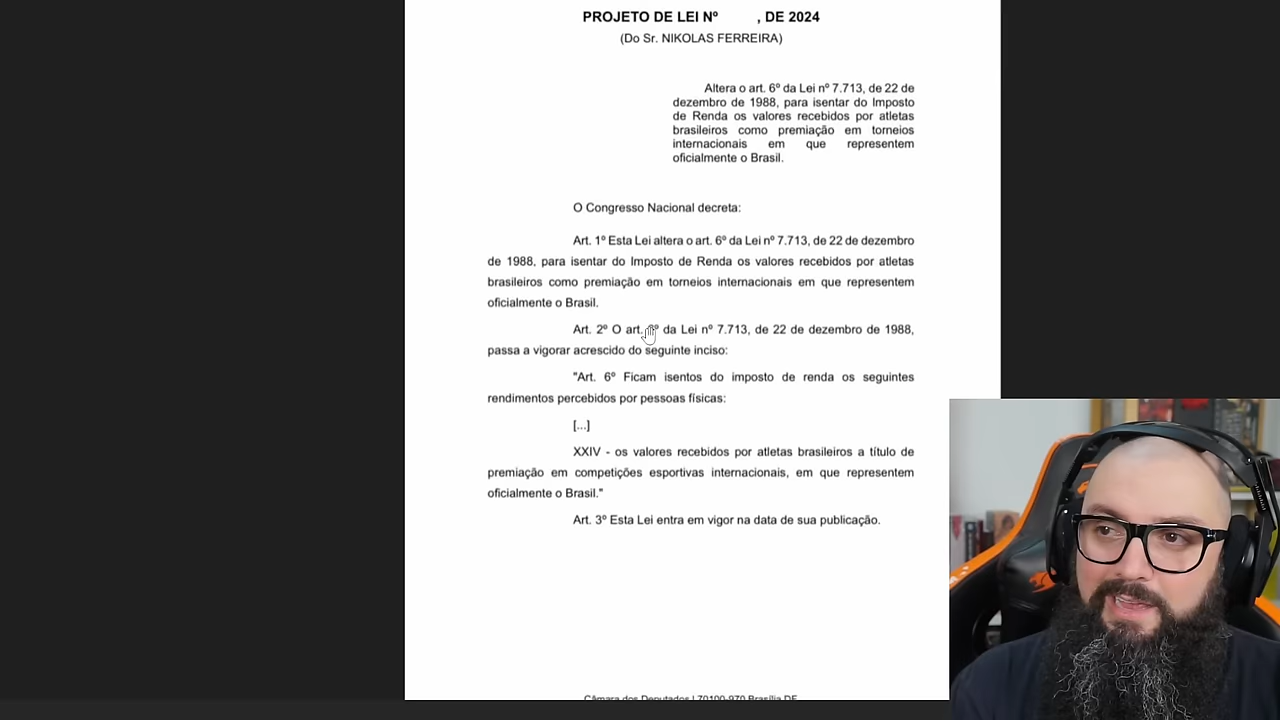 PROJETO DE LEI Nº , DE 2024
(Do Sr. NIKOLAS FERREIRA)
Altera o art. 6º da Lei nº 7.713, de 22 de
dezembro de 1988, para isentar do Imposto
de Renda os valores recebidos por atletas
brasileiros como premiação em torneios
internacionais em que representem
oficialmente o Brasil.
O Congresso Nacional decreta:
Art. 1º Esta Lei altera o art. 6º da Lei nº 7.713, de 22 de dezembro
de 1988, para isentar do Imposto de Renda os valores recebidos por atletas
brasileiros como premiação em torneios internacionais em que representem
oficialmente o Brasil.
Art. 2º O art. 6º da Lei nº 7.713, de 22 de dezembro de 1988,
passa a vigorar acrescido do seguinte inciso:
"Art. 6º Ficam isentos do imposto de renda os seguintes
rendimentos percebidos por pessoas físicas:
[...]
XXIV - os valores recebidos por atletas brasileiros a título de
premiação em competições esportivas internacionais, em que representem
oficialmente o Brasil."
Art. 3º Esta Lei entra em vigor na data de sua publicação.
Câmara dos Deputados | 70100-970 Brasília DF